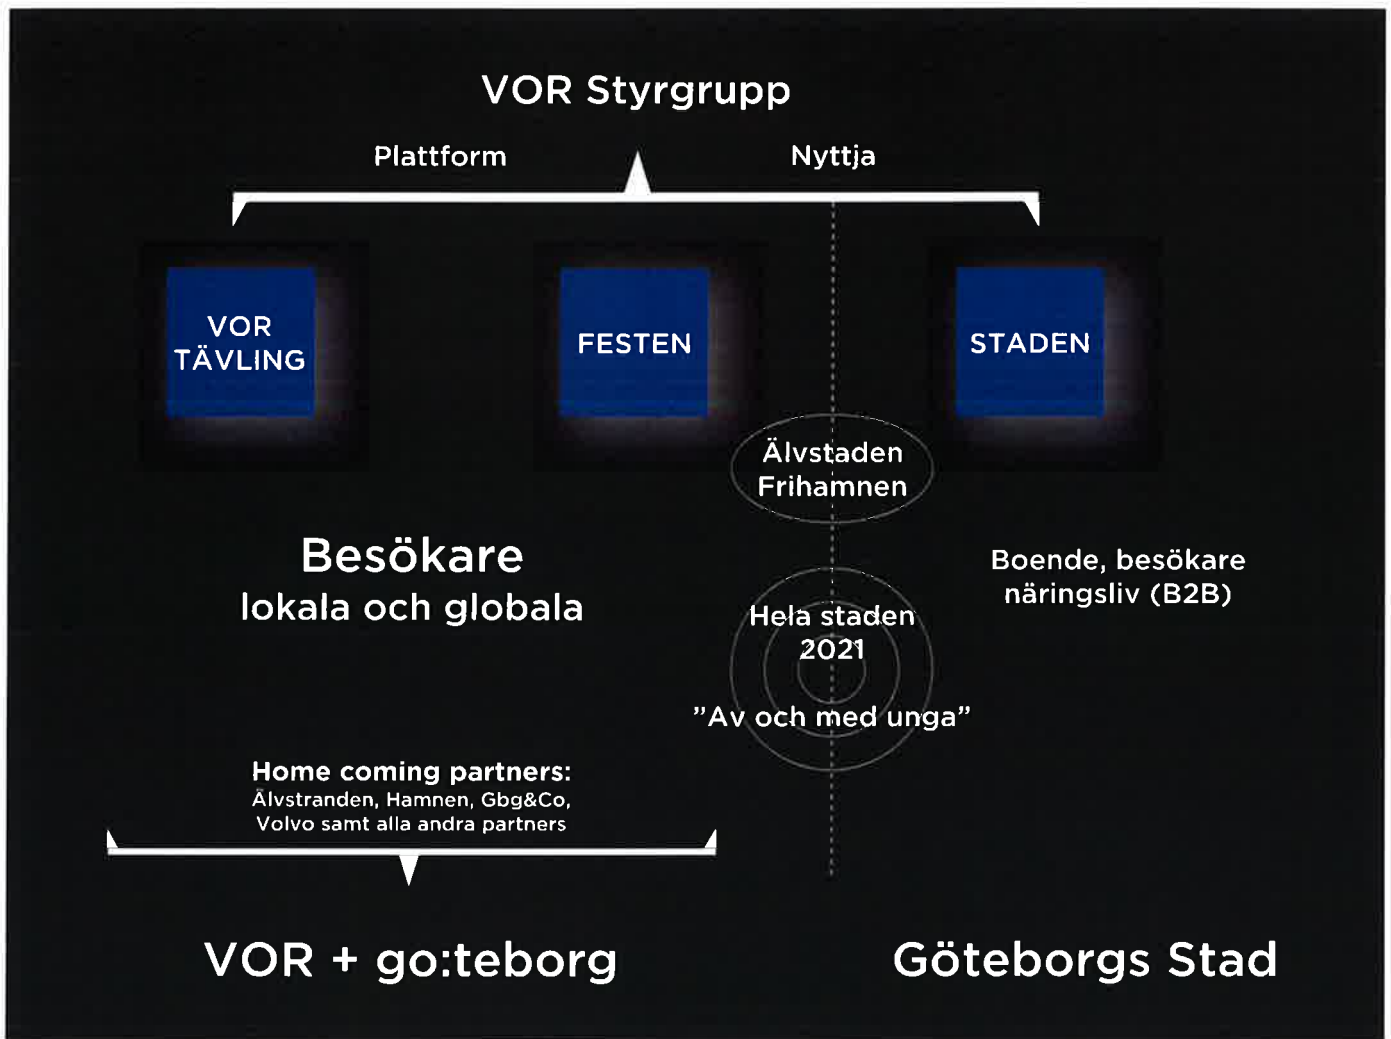 VOR Styrgrupp
Plattform
Nyttja
VOR
TÄVLING
FESTEN
STADEN
Älvstaden
Frihamnen
Besökare
lokala och globala
Boende, besökare
näringsliv (B2B)
Hela staden
2021
”Av och med unga”
Home coming partners:
Älvstranden, Hamnen, Gbg&Co,
Volvo samt alla andra partners
VOR + go:teborg
Göteborgs Stad